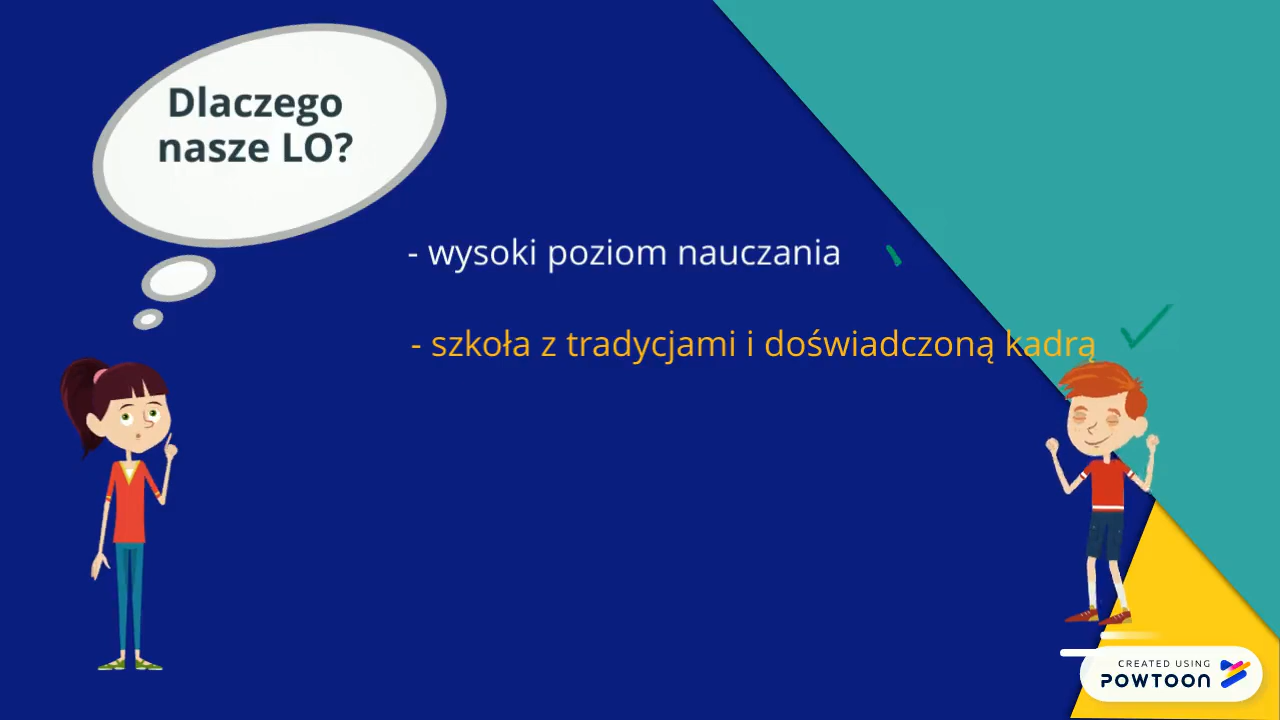 Dlaczego
nasze LO?
- wysoki poziom nauczania
- szkoła z tradycjami i doświadczoną kadrą
CREATED USING
POWTOON